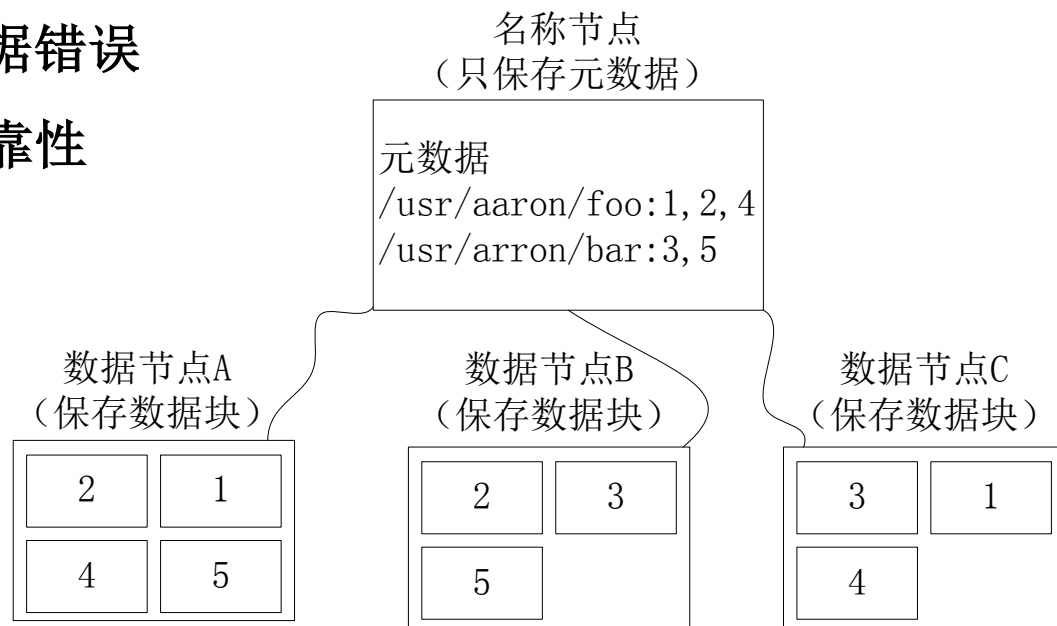 据错误
靠性
名称节点
（只保存元数据）
元数据
/usr/aaron/foo:1,2,4
/usr/arron/bar:3,5
数据节点A
（保存数据块）
2 1
4 5
数据节点B
（保存数据块）
2 3
5
数据节点C
（保存数据块）
3 1
4